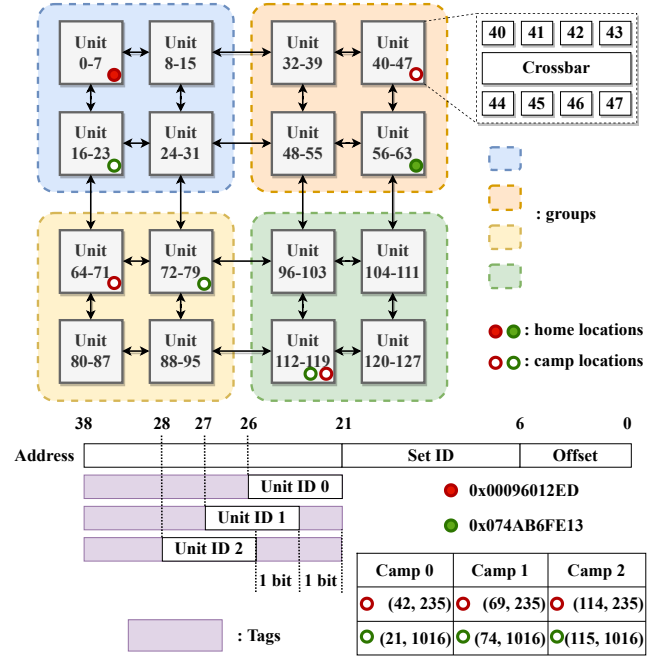 Unit 0-7
Unit 8-15
Unit 32-39
Unit 40-47
40 41 42 43
Crossbar
44 45 46 47
Unit 16-23
Unit 24-31
Unit 48-55
Unit 56-63
: groups
Unit 64-71
Unit 72-79
Unit 96-103
Unit 104-111
: home locations
: camp locations
Unit 80-87
Unit 88-95
Unit 112-119
Unit 120-127
38 28 27 26 21 6 0
Address Set ID Offset
Unit ID 0
0x00096012ED
Unit ID 1
0x074AB6FE13
Unit ID 2
1 bit 1 bit
Camp 0 Camp 1 Camp 2
(42, 235) (69, 235) (114, 235)
(21, 1016) (74, 1016) (115, 1016)
: Tags